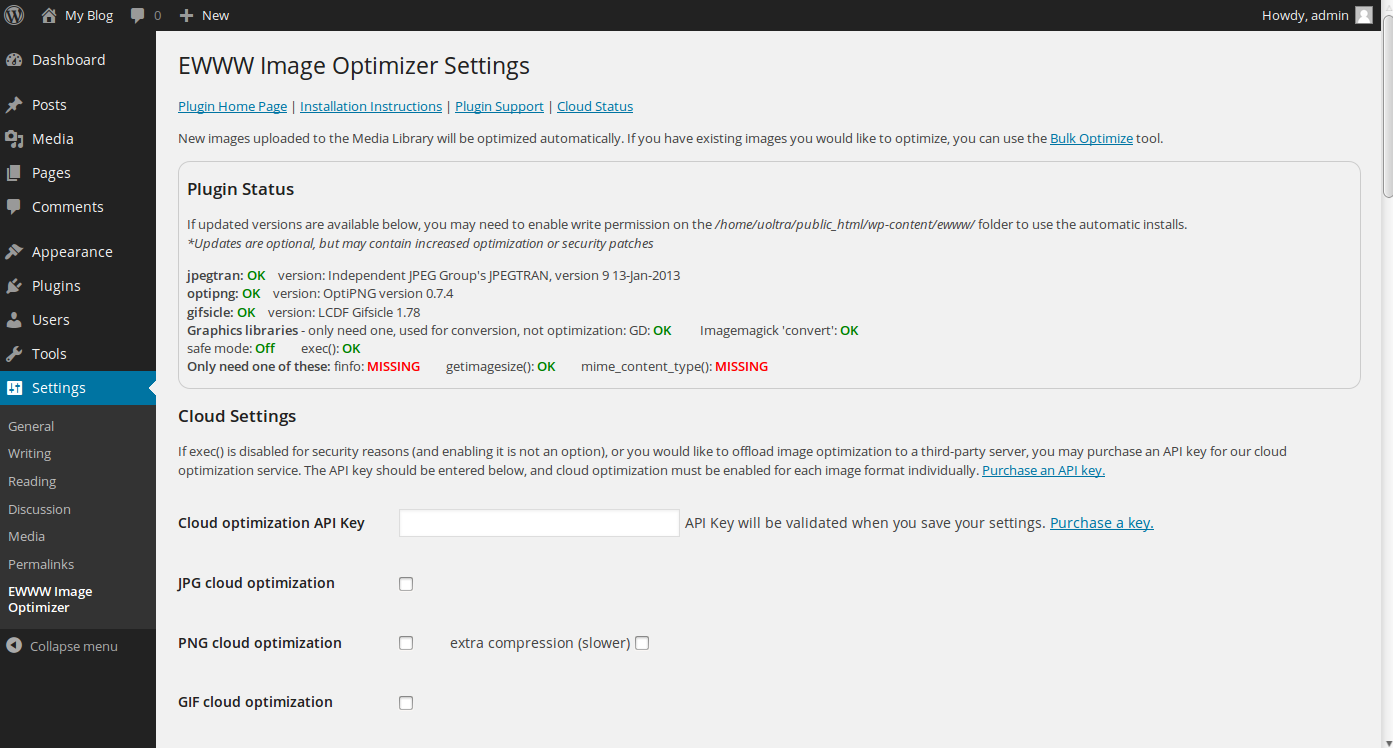 My Blog 0 New Howdy, admin
Dashboard
Posts
Media
Pages
Comments
Appearance
Plugins
Users
Tools
Settings
General
Writing
Reading
Discussion
Media
Permalinks
EWWW Image
Optimizer
Collapse menu
EWWW Image Optimizer Settings
Plugin Home Page | Installation Instructions | Plugin Support | Cloud Status
New images uploaded to the Media Library will be optimized automatically. If you have existing images you would like to optimize, you can use the Bulk Optimize tool.
Plugin Status
If updated versions are available below, you may need to enable write permission on the /home/uoltra/public_html/wp-content/ewww/ folder to use the automatic installs.
*Updates are optional, but may contain increased optimization or security patches
jpegtran: OK version: Independent JPEG Group's JPEGTRAN, version 9 13-Jan-2013
optipng: OK version: OptiPNG version 0.7.4
gifsicle: OK version: LCDF Gifsicle 1.78
Graphics libraries - only need one, used for conversion, not optimization: GD: OK Imagemagick 'convert': OK
safe mode: Off exec(): OK
Only need one of these: finfo: MISSING getimagesize(): OK mime_content_type(): MISSING
Cloud Settings
If exec() is disabled for security reasons (and enabling it is not an option), or you would like to offload image optimization to a third-party server, you may purchase an API key for our cloud
optimization service. The API key should be entered below, and cloud optimization must be enabled for each image format individually. Purchase an API key.
Cloud optimization API Key API Key will be validated when you save your settings. Purchase a key.
JPG cloud optimization
PNG cloud optimization extra compression (slower)
GIF cloud optimization